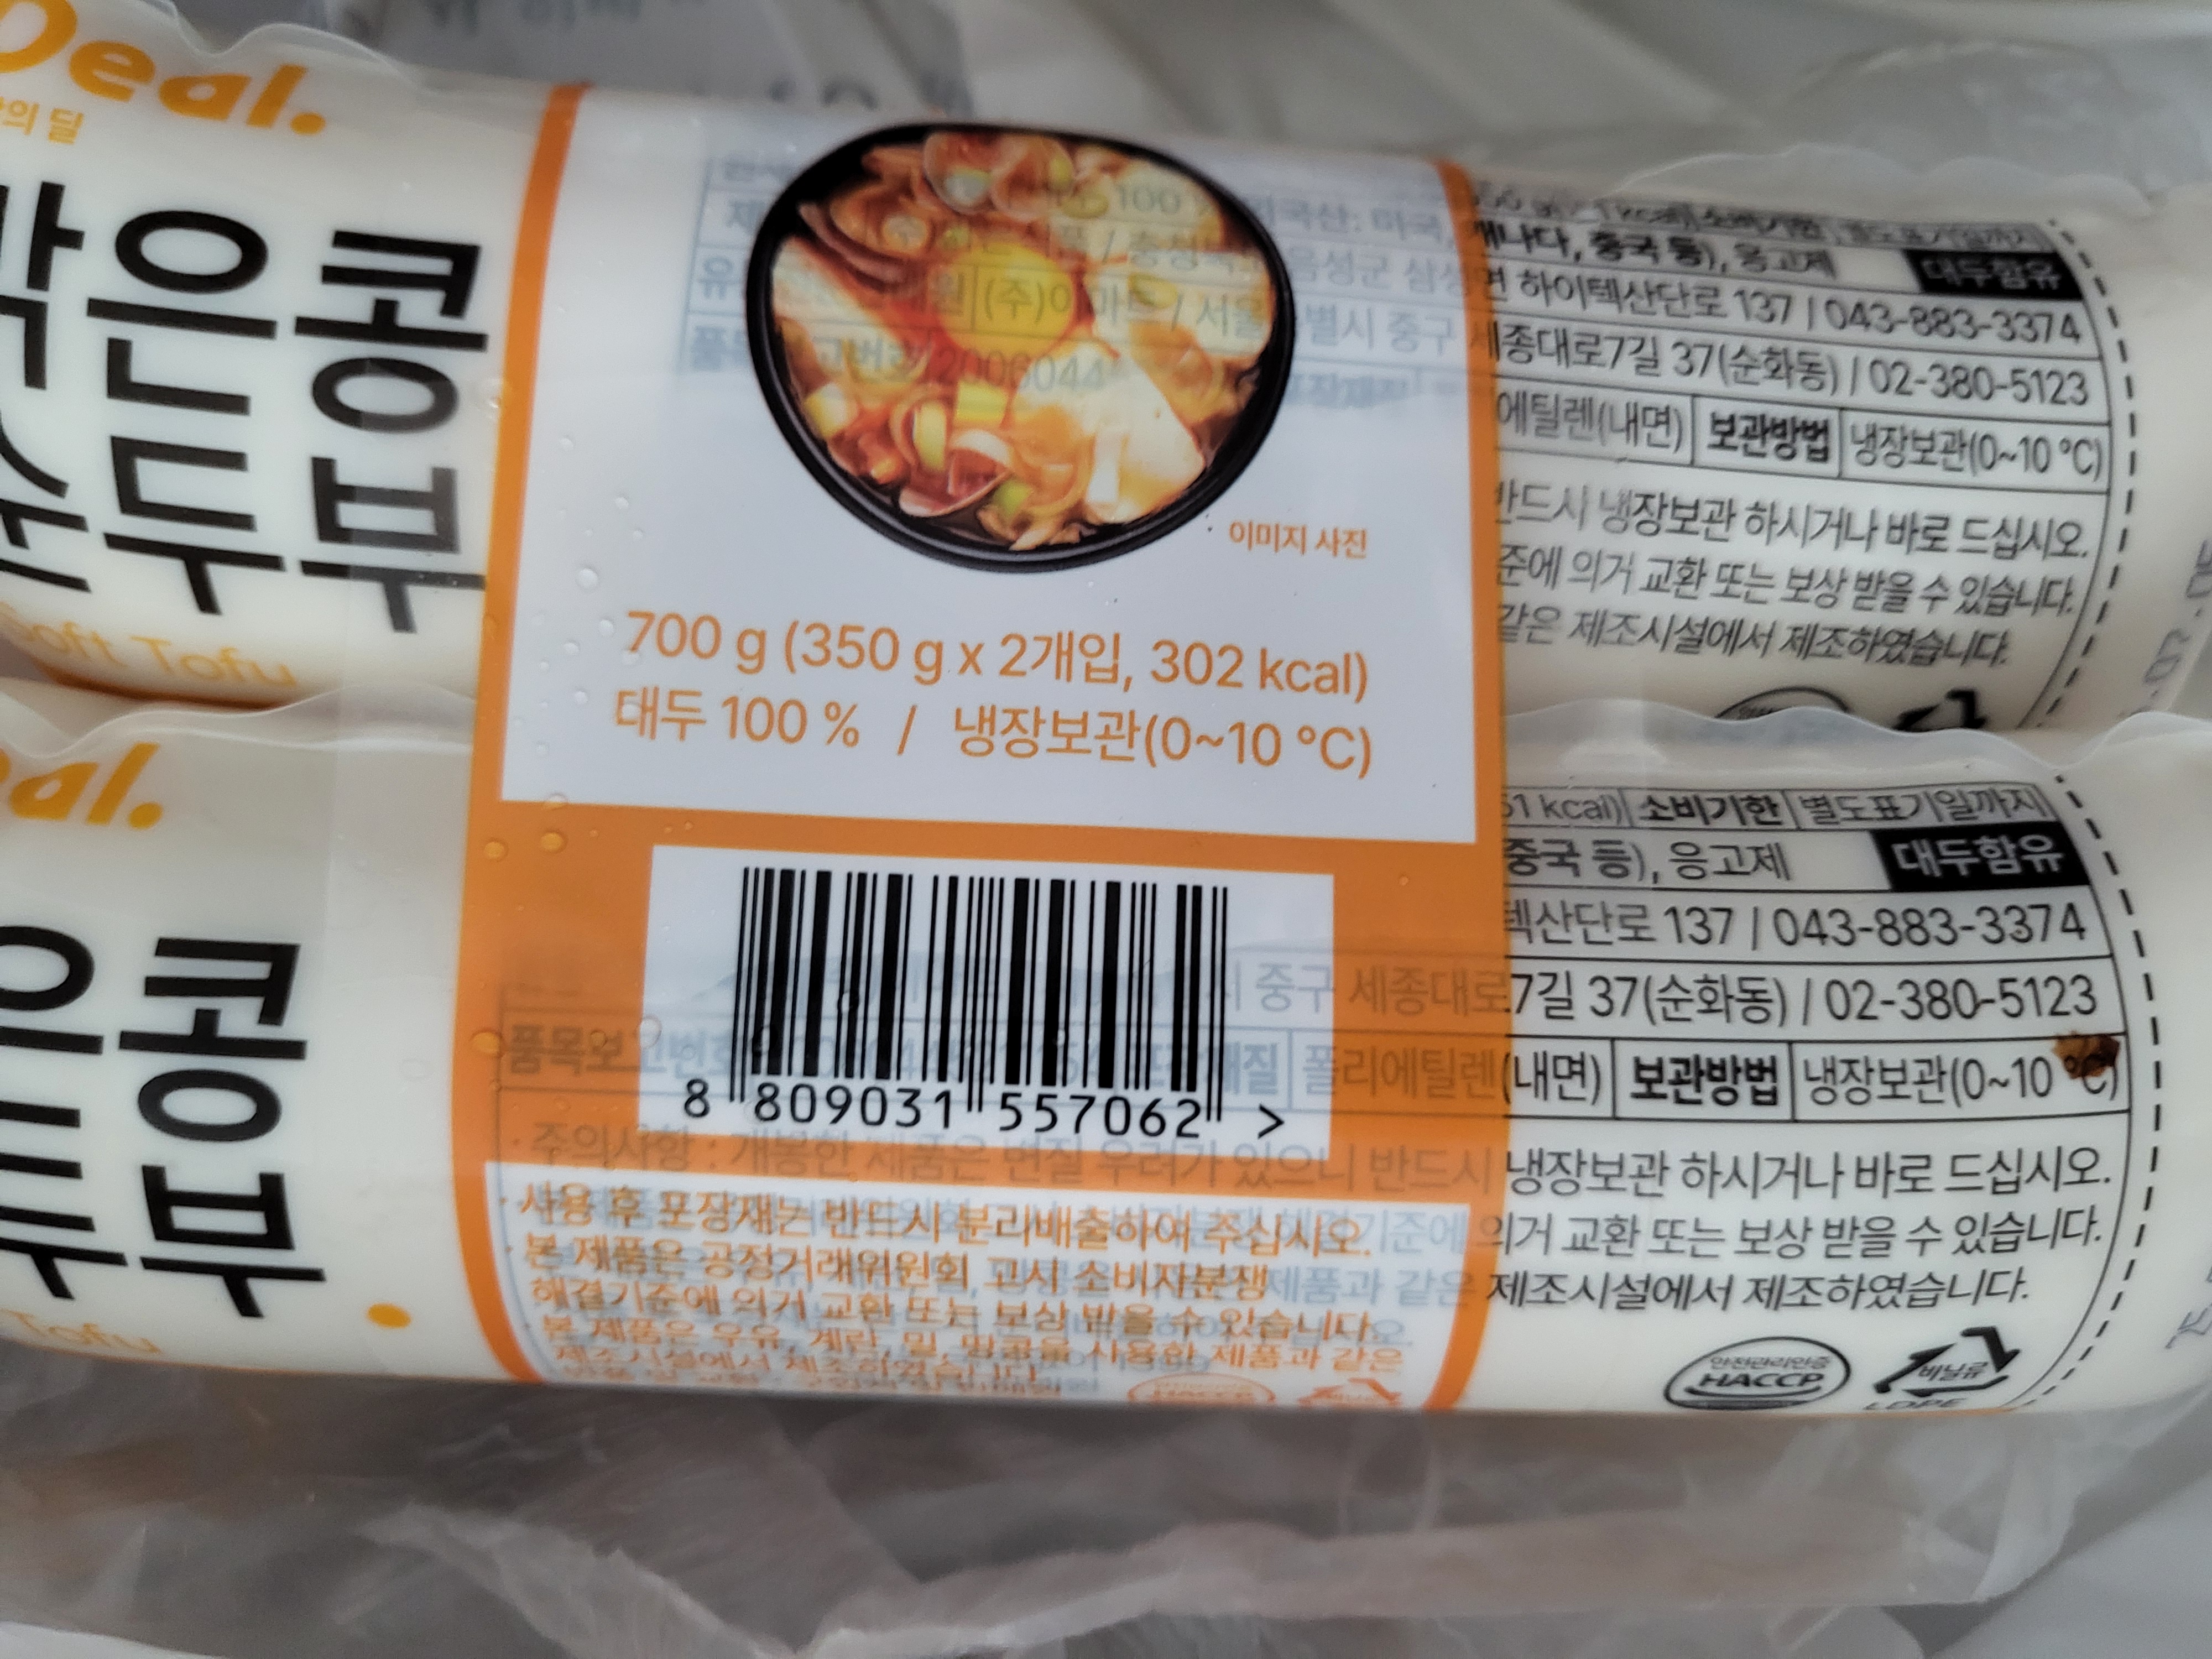 Deal.
의 딜
콩
은
두부
Soft Tofu
이미지 사진
700 g (350 g x 2개입, 302 kcal)
대두 100 % / 냉장보관(0~10 °C)
8 809031 557062 >
· 사용 후 포장재는 반드시 분리배출하여 주십시오.
· 본 제품은 공정거래위원회 고시 소비자분쟁
해결기준에 의거 교환 또는 보상 받을 수 있습니다.
· 본 제품은 우유, 계란, 밀, 땅콩을 사용한 제품과 같은
제조시설에서 제조하였습니다.
캐나다, 중국 등), 응고제 대두함유
하이텍산단로 137 | 043-883-3374
세종대로7길 37(순화동) / 02-380-5123
에틸렌(내면) 보관방법 냉장보관(0~10 °C)
반드시 냉장보관 하시거나 바로 드십시오.
준에 의거 교환 또는 보상 받을 수 있습니다.
같은 제조시설에서 제조하였습니다.
eal.
콩
은
두부
Tofu
51 kcal) 소비기한 별도표기일까지
중국 등), 응고제 대두함유
텍산단로 137 | 043-883-3374
시 중구 세종대로7길 37(순화동) / 02-380-5123
품목보고번호 포장재질 폴리에틸렌(내면) 보관방법 냉장보관(0~10 °C)
· 주의사항 : 개봉한 제품은 변질 우려가 있으니 반드시 냉장보관 하시거나 바로 드십시오.
기준에 의거 교환 또는 보상 받을 수 있습니다.
제품과 같은 제조시설에서 제조하였습니다.
안전관리인증
HACCP
비닐류
LDPE